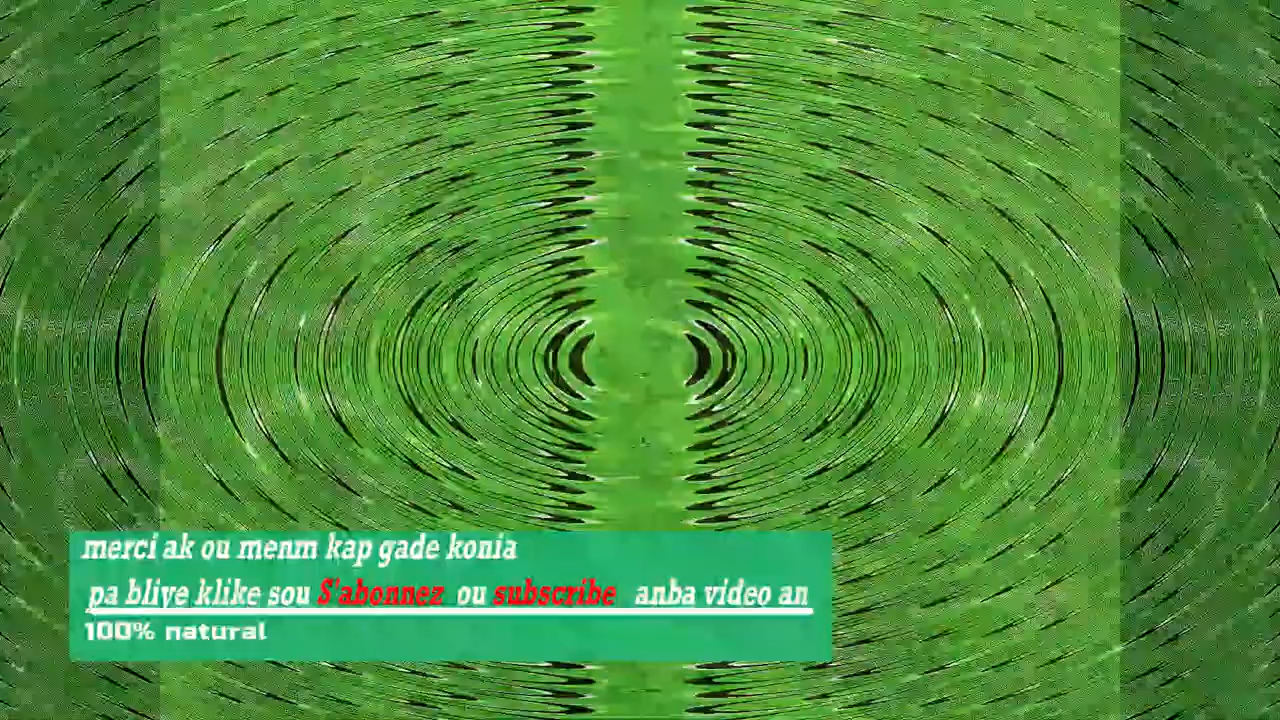 merci ak ou menm kap gade konia
pa bliye klike sou S'abonnez ou subscribe anba video an
100% natural